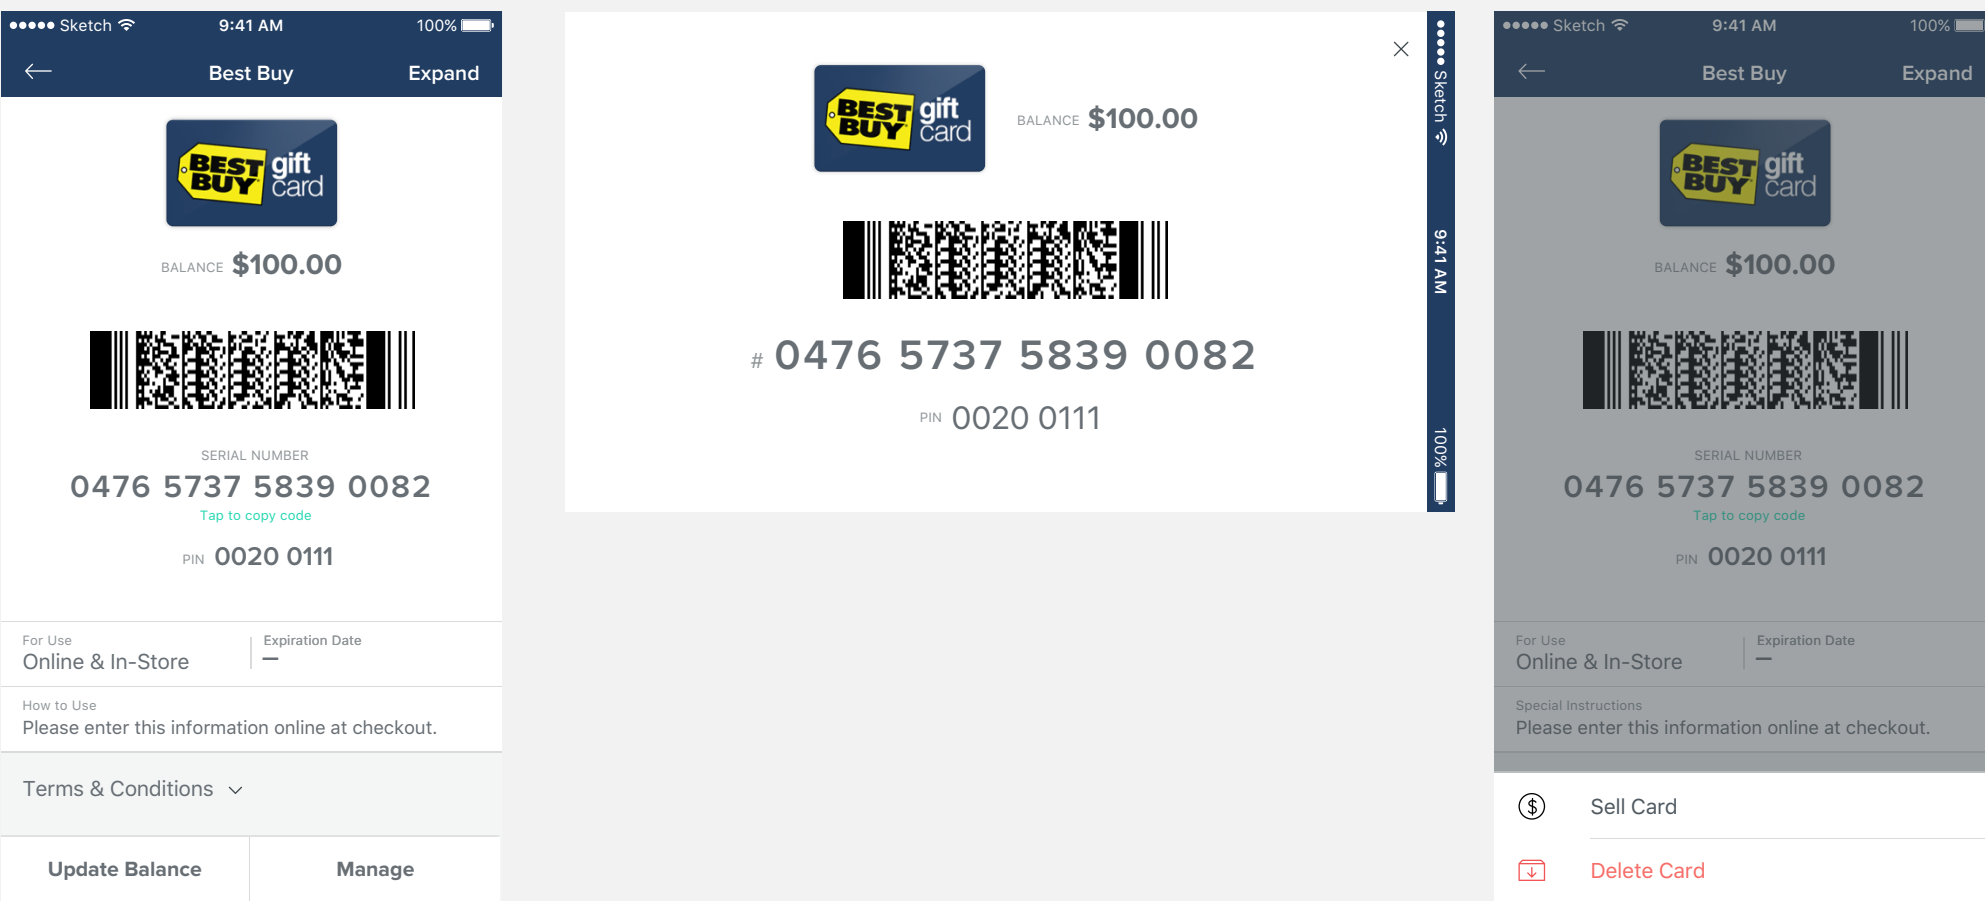 Sketch 9:41 AM 100%
Best Buy Expand
BEST BUY gift card
BALANCE $100.00
SERIAL NUMBER
0476 5737 5839 0082
Tap to copy code
PIN 0020 0111
For Use
Online & In-Store
Expiration Date
—
How to Use
Please enter this information online at checkout.
Terms & Conditions
Update Balance Manage
BEST BUY gift card
BALANCE $100.00
# 0476 5737 5839 0082
PIN 0020 0111
Sketch 9:41 AM 100%
Sketch 9:41 AM 100%
Best Buy Expand
BEST BUY gift card
BALANCE $100.00
SERIAL NUMBER
0476 5737 5839 0082
Tap to copy code
PIN 0020 0111
For Use
Online & In-Store
Expiration Date
—
Special Instructions
Please enter this information online at checkout.
$ Sell Card
Delete Card